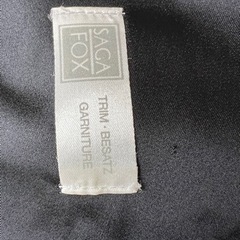 SAGA
FOX
TRIM · BESATZ
GARNITURE